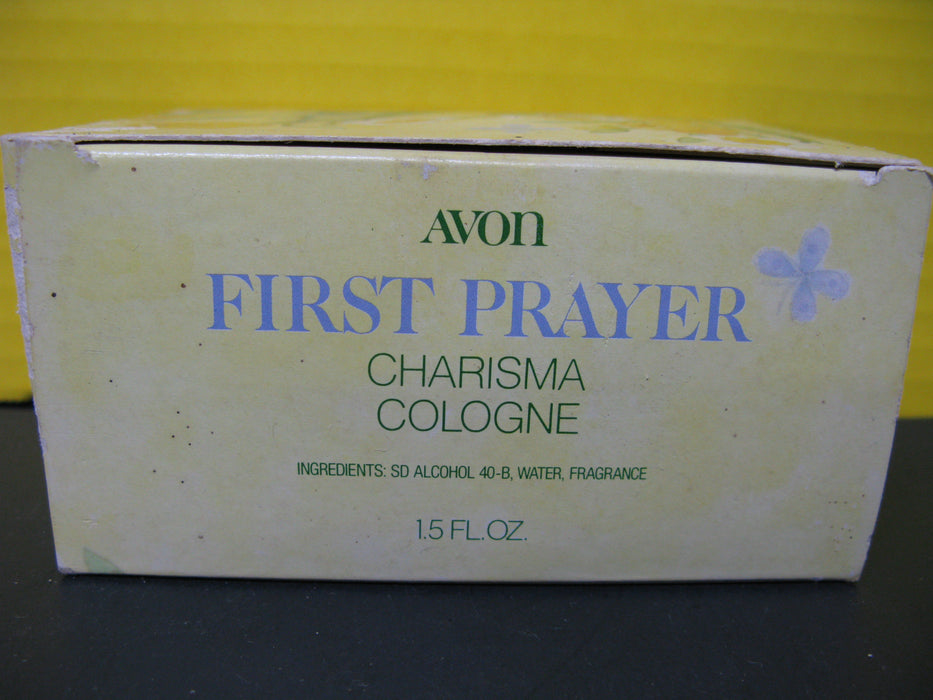 AVON
FIRST PRAYER
CHARISMA
COLOGNE
INGREDIENTS: SD ALCOHOL 40-B, WATER, FRAGRANCE
1.5 FL.OZ.